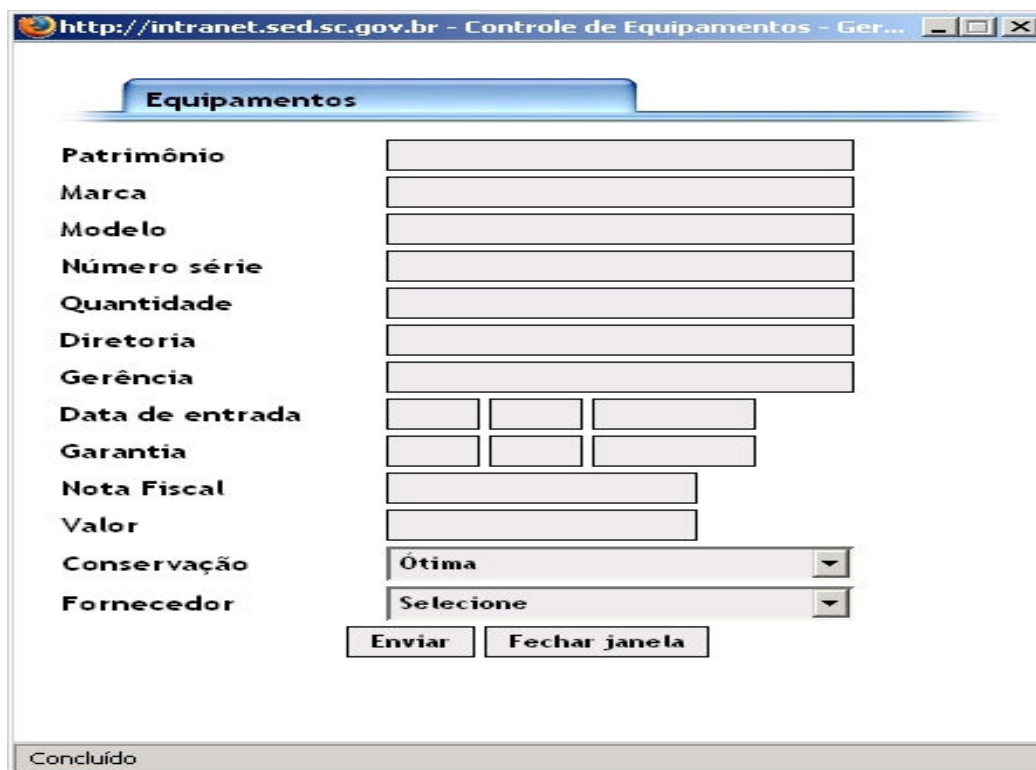 http://intranet.sed.sc.gov.br - Controle de Equipamentos - Ger...
Equipamentos
Patrimônio
Marca
Modelo
Número série
Quantidade
Diretoria
Gerência
Data de entrada
Garantia
Nota Fiscal
Valor
Conservação Ótima
Fornecedor Selecione
Enviar Fechar janela
Concluído